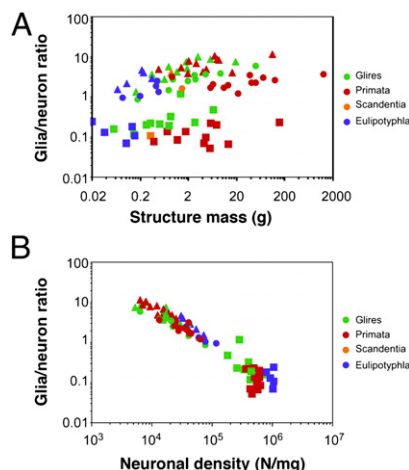 A
Glia/neuron ratio
100
10
1
0.1
0.01
0.02 0.2 2 20 200 2000
Structure mass (g)
Glires
Primata
Scandentia
Eulipotyphla
B
Glia/neuron ratio
100
10
1
0.1
0.01
10³ 10⁴ 10⁵ 10⁶ 10⁷
Neuronal density (N/mg)
Glires
Primata
Scandentia
Eulipotyphla